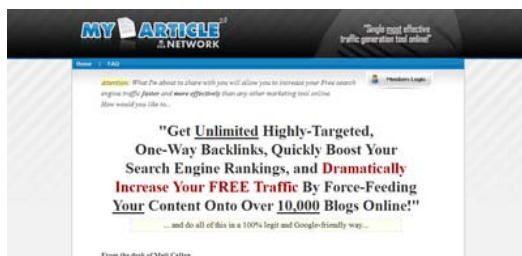 MY ARTICLE 2.0
NETWORK
"Single most effective
traffic generation tool online!"
Home | FAQ
Members Login
Attention: What I'm about to share with you will allow you to increase your Free search
engine traffic faster and more effectively than any other marketing tool online.
How would you like to...
"Get Unlimited Highly-Targeted,
One-Way Backlinks, Quickly Boost Your
Search Engine Rankings, and Dramatically
Increase Your FREE Traffic By Force-Feeding
Your Content Onto Over 10,000 Blogs Online!"
... and do all of this in a 100% legit and Google-friendly way...
From the desk of Matt Callen